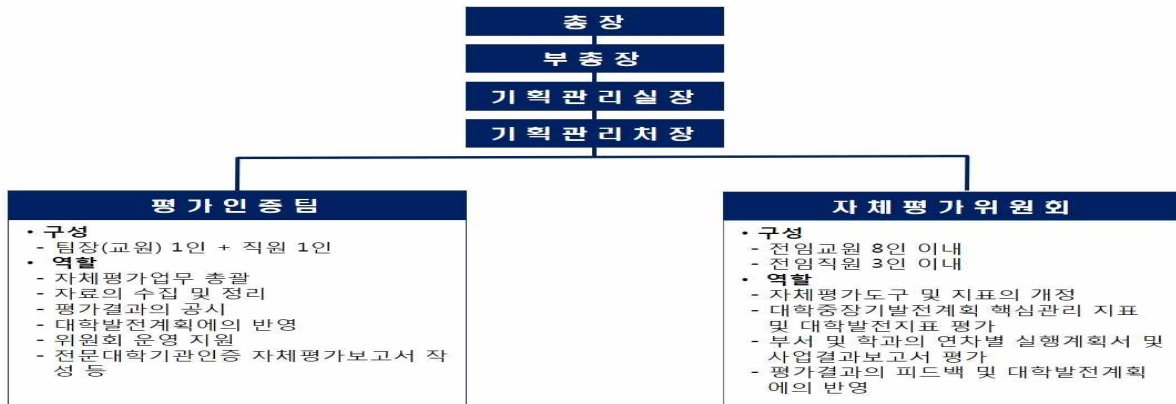 총장
부총장
기획관리실장
기획관리처장
평가인증팀
• 구성
- 팀장(교원) 1인 + 직원 1인
• 역할
- 자체평가업무 총괄
- 자료의 수집 및 정리
- 평가결과의 공시
- 대학발전계획에의 반영
- 위원회 운영 지원
- 전문대학기관인증 자체평가보고서 작
성 등
자체평가위원회
• 구성
- 전임교원 8인 이내
- 전임직원 3인 이내
• 역할
- 자체평가도구 및 지표의 개정
- 대학중장기발전계획 핵심관리 지표
및 대학발전지표 평가
- 부서 및 학과의 연차별 실행계획서 및
사업결과보고서 평가
- 평가결과의 피드백 및 대학발전계획
에의 반영